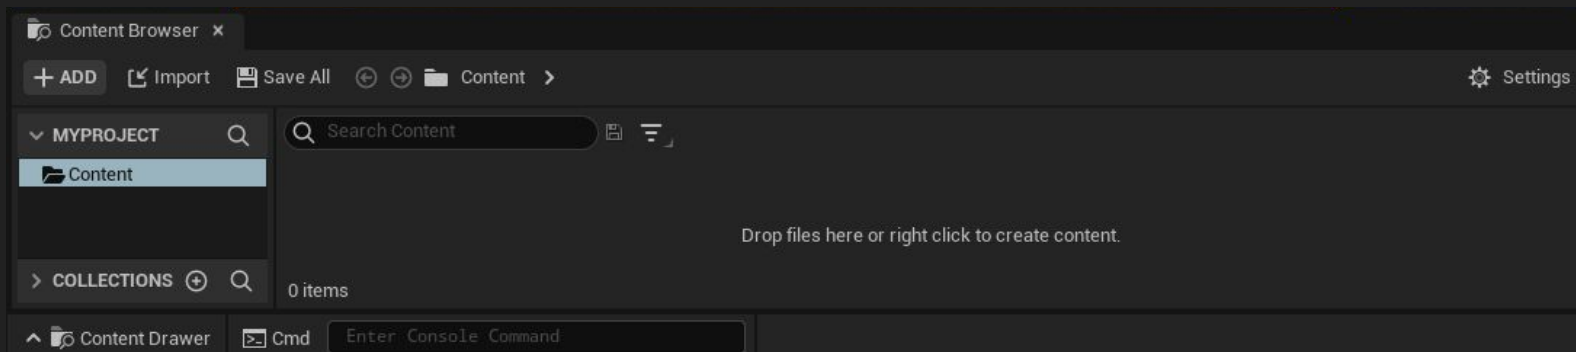 Content Browser
ADD Import Save All Content Settings
MYPROJECT
Search Content
Content
Drop files here or right click to create content.
COLLECTIONS
0 items
Content Drawer Cmd Enter Console Command